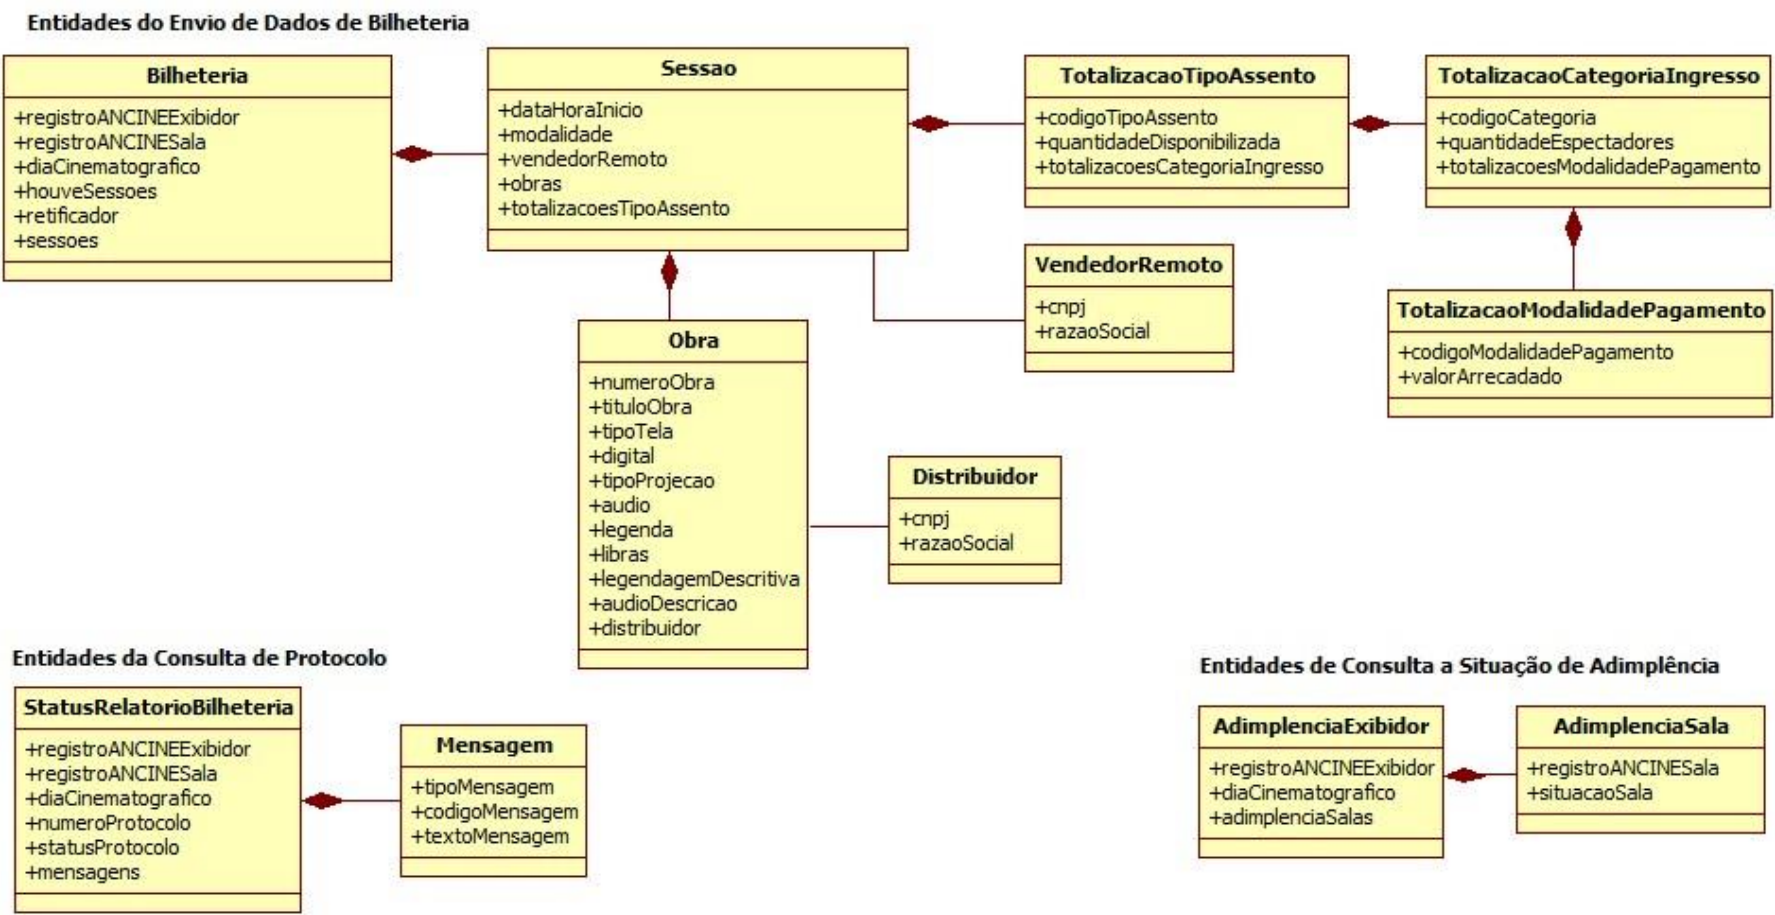 Entidades do Envio de Dados de Bilheteria
Bilheteria
+registroANCINEExibidor
+registroANCINESala
+diaCinematografico
+houveSessoes
+retificador
+sessoes
Sessao
+dataHoraInicio
+modalidade
+vendedorRemoto
+obras
+totalizacoesTipoAssento
TotalizacaoTipoAssento
+codigoTipoAssento
+quantidadeDisponibilizada
+totalizacoesCategoriaIngresso
TotalizacaoCategoriaIngresso
+codigoCategoria
+quantidadeEspectadores
+totalizacoesModalidadePagamento
VendedorRemoto
+cnpj
+razaoSocial
TotalizacaoModalidadePagamento
+codigoModalidadePagamento
+valorArrecadado
Obra
+numeroObra
+tituloObra
+tipoTela
+digital
+tipoProjecao
+audio
+legenda
+libras
+legendagemDescritiva
+audioDescricao
+distribuidor
Distribuidor
+cnpj
+razaoSocial
Entidades da Consulta de Protocolo
StatusRelatorioBilheteria
+registroANCINEExibidor
+registroANCINESala
+diaCinematografico
+numeroProtocolo
+statusProtocolo
+mensagens
Mensagem
+tipoMensagem
+codigoMensagem
+textoMensagem
Entidades de Consulta a Situação de Adimplência
AdimplenciaExibidor
+registroANCINEExibidor
+diaCinematografico
+adimplenciaSalas
AdimplenciaSala
+registroANCINESala
+situacaoSala